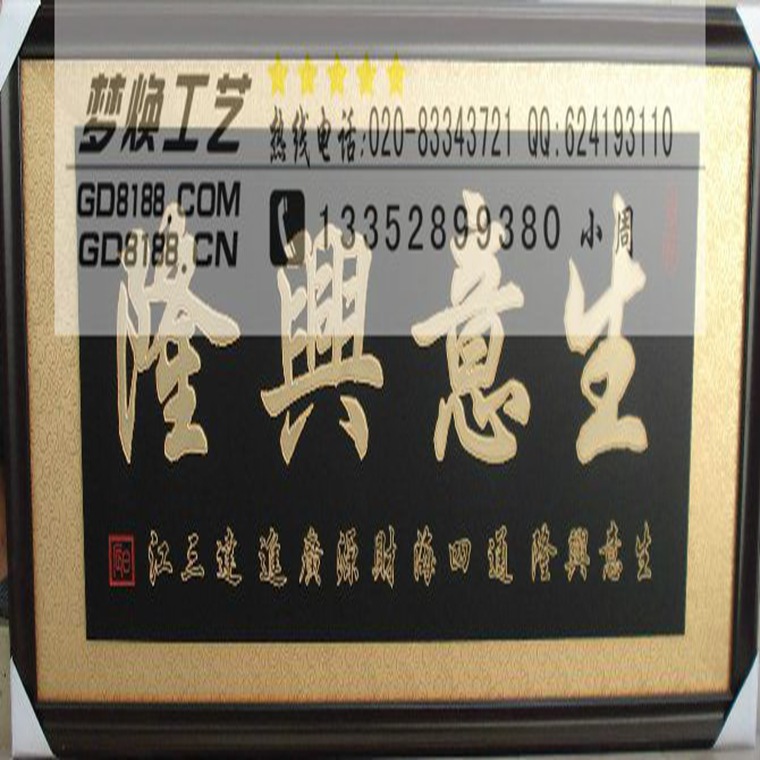 梦焕工艺
热线电话:020-83343721 QQ:624193110
GD8188.COM
GD8188.CN
13352899380 小周
生意興隆
生意興隆通四海財源廣進達三江